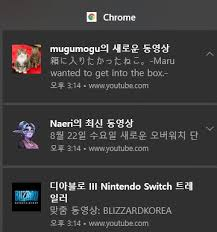 Chrome
mugumogu의 새로운 동영상
箱に入りたかったねこ。-Maru
wanted to get into the box.-
오후 3:14 • www.youtube.com
Naeri의 최신 동영상
8월 22일 수요일 새로운 오버워치 단
오후 3:14 • www.youtube.com
디아블로 III Nintendo Switch 트레
일러
맞춤 동영상: BLIZZARDKOREA
오후 3:14 • www.youtube.com